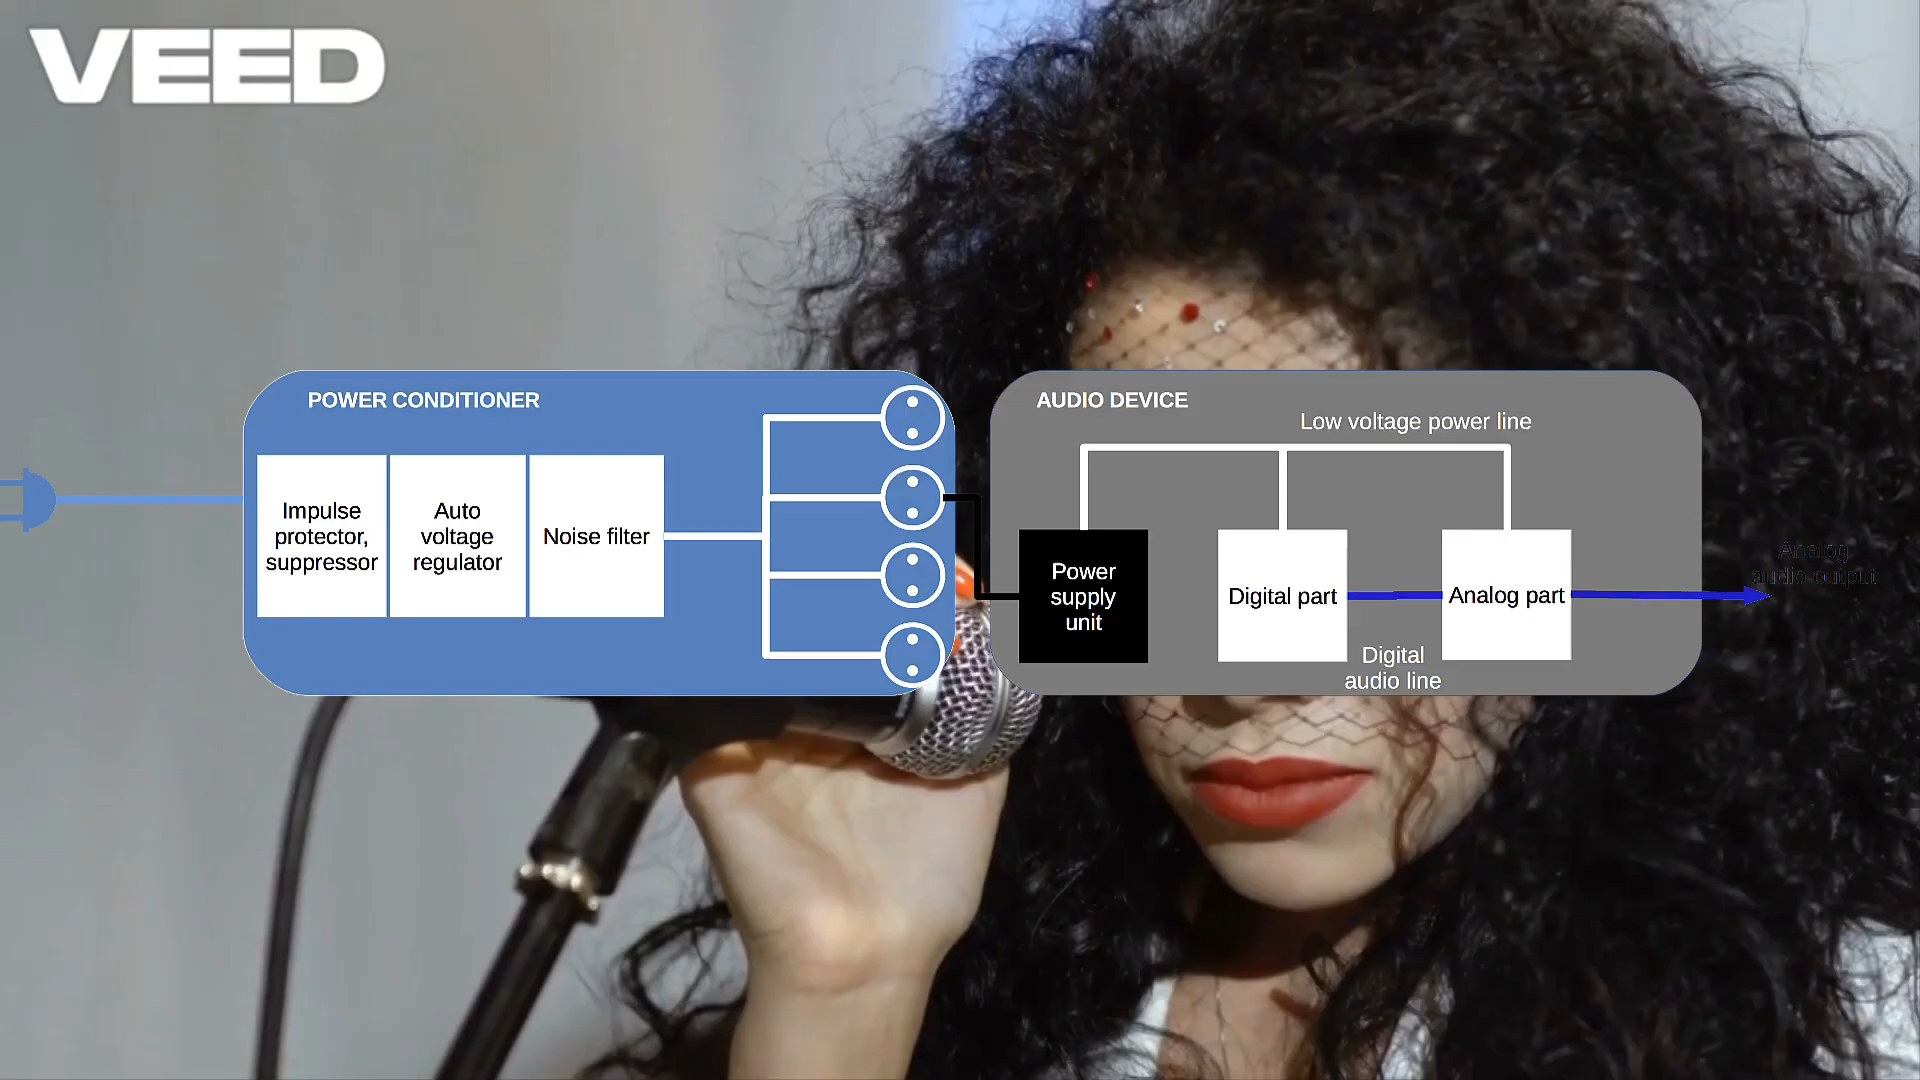 VEED
POWER CONDITIONER
Impulse
protector,
suppressor
Auto
voltage
regulator
Noise filter
AUDIO DEVICE
Low voltage power line
Power
supply
unit
Digital part
Analog part
Digital
audio line
Analog
audio output